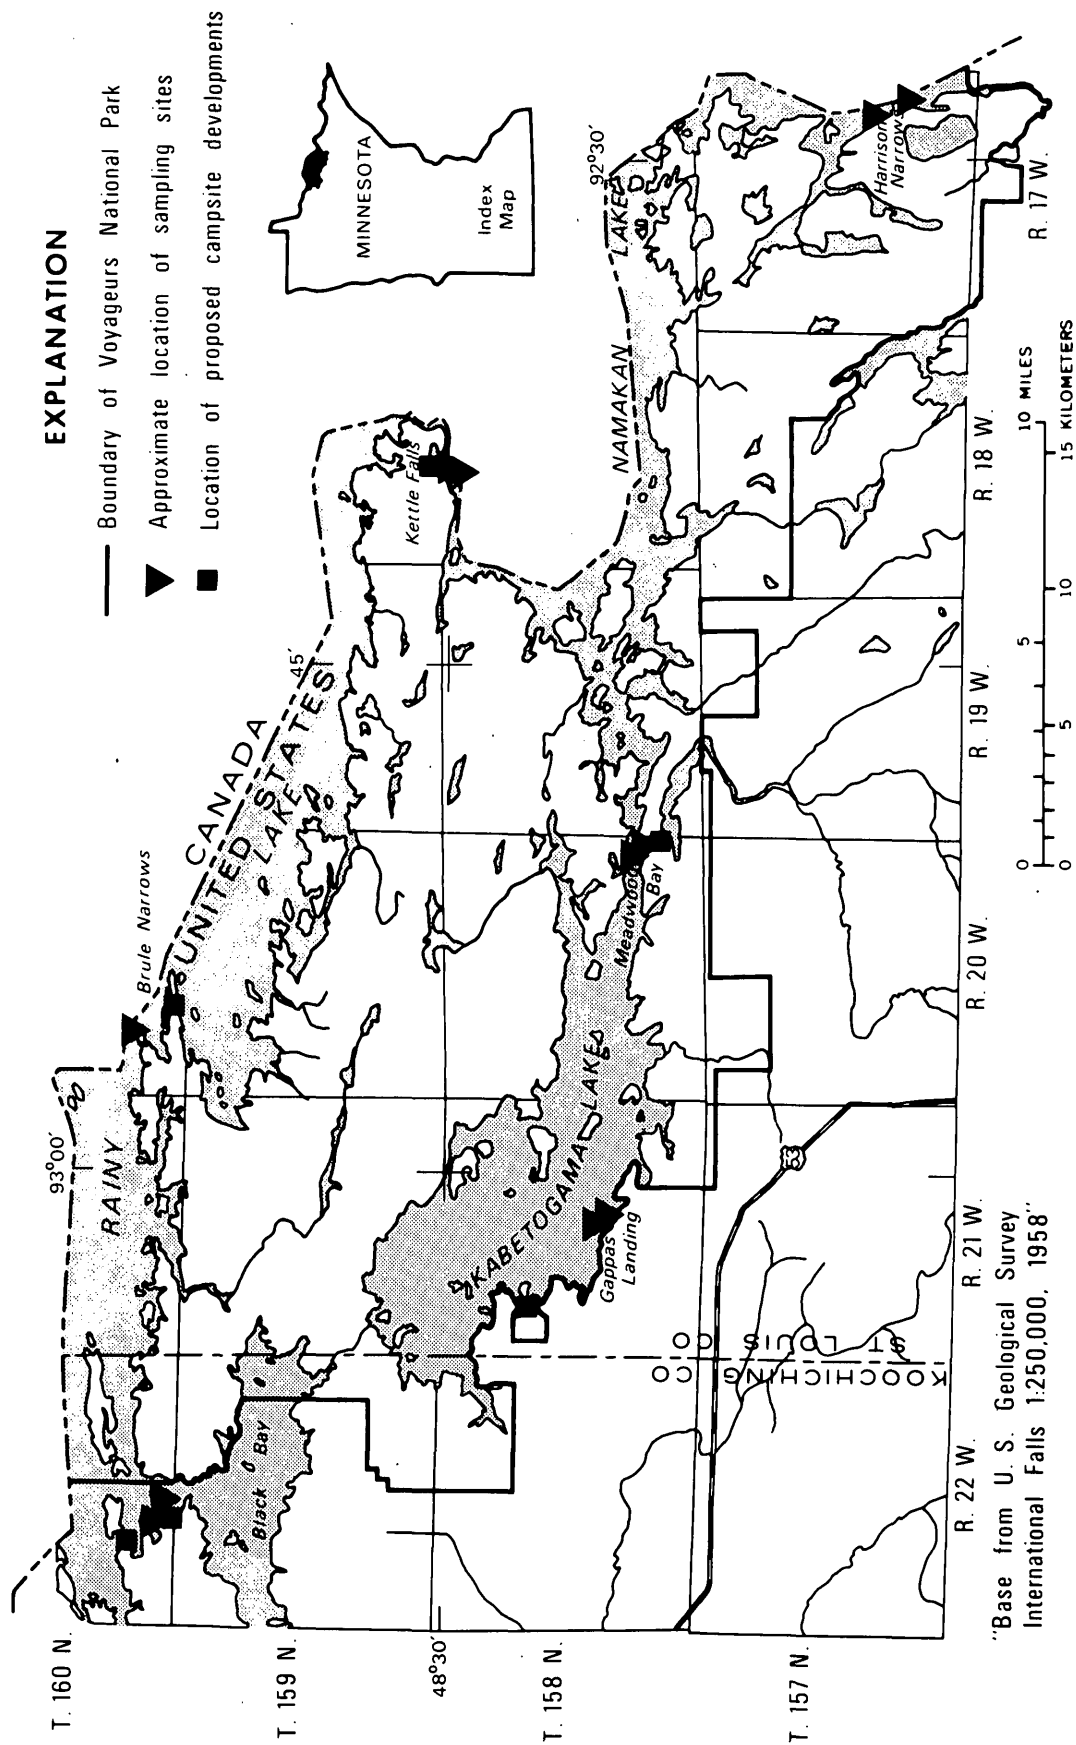 EXPLANATION
Boundary of Voyageurs National Park
Approximate location of sampling sites
Location of proposed campsite developments
MINNESOTA
Index
Map
CANADA
UNITED STATES
RAINY
LAKE
Brule Narrows
93°00'
45'
92°30'
Kettle Falls
NAMAKAN
LAKE
Harrison
Narrows
Black Bay
KABETOGAMA
LAKE
Meadwood
Bay
Gappas
Landing
53
KOOCHICHING CO
ST LOUIS CO
T. 160 N.
T. 159 N.
48°30'
T. 158 N.
T. 157 N.
R. 22 W.
R. 21 W.
R. 20 W.
R. 19 W.
R. 18 W.
R. 17 W.
0 5 10 MILES
0 5 10 15 KILOMETERS
"Base from U. S. Geological Survey
International Falls 1:250,000, 1958"